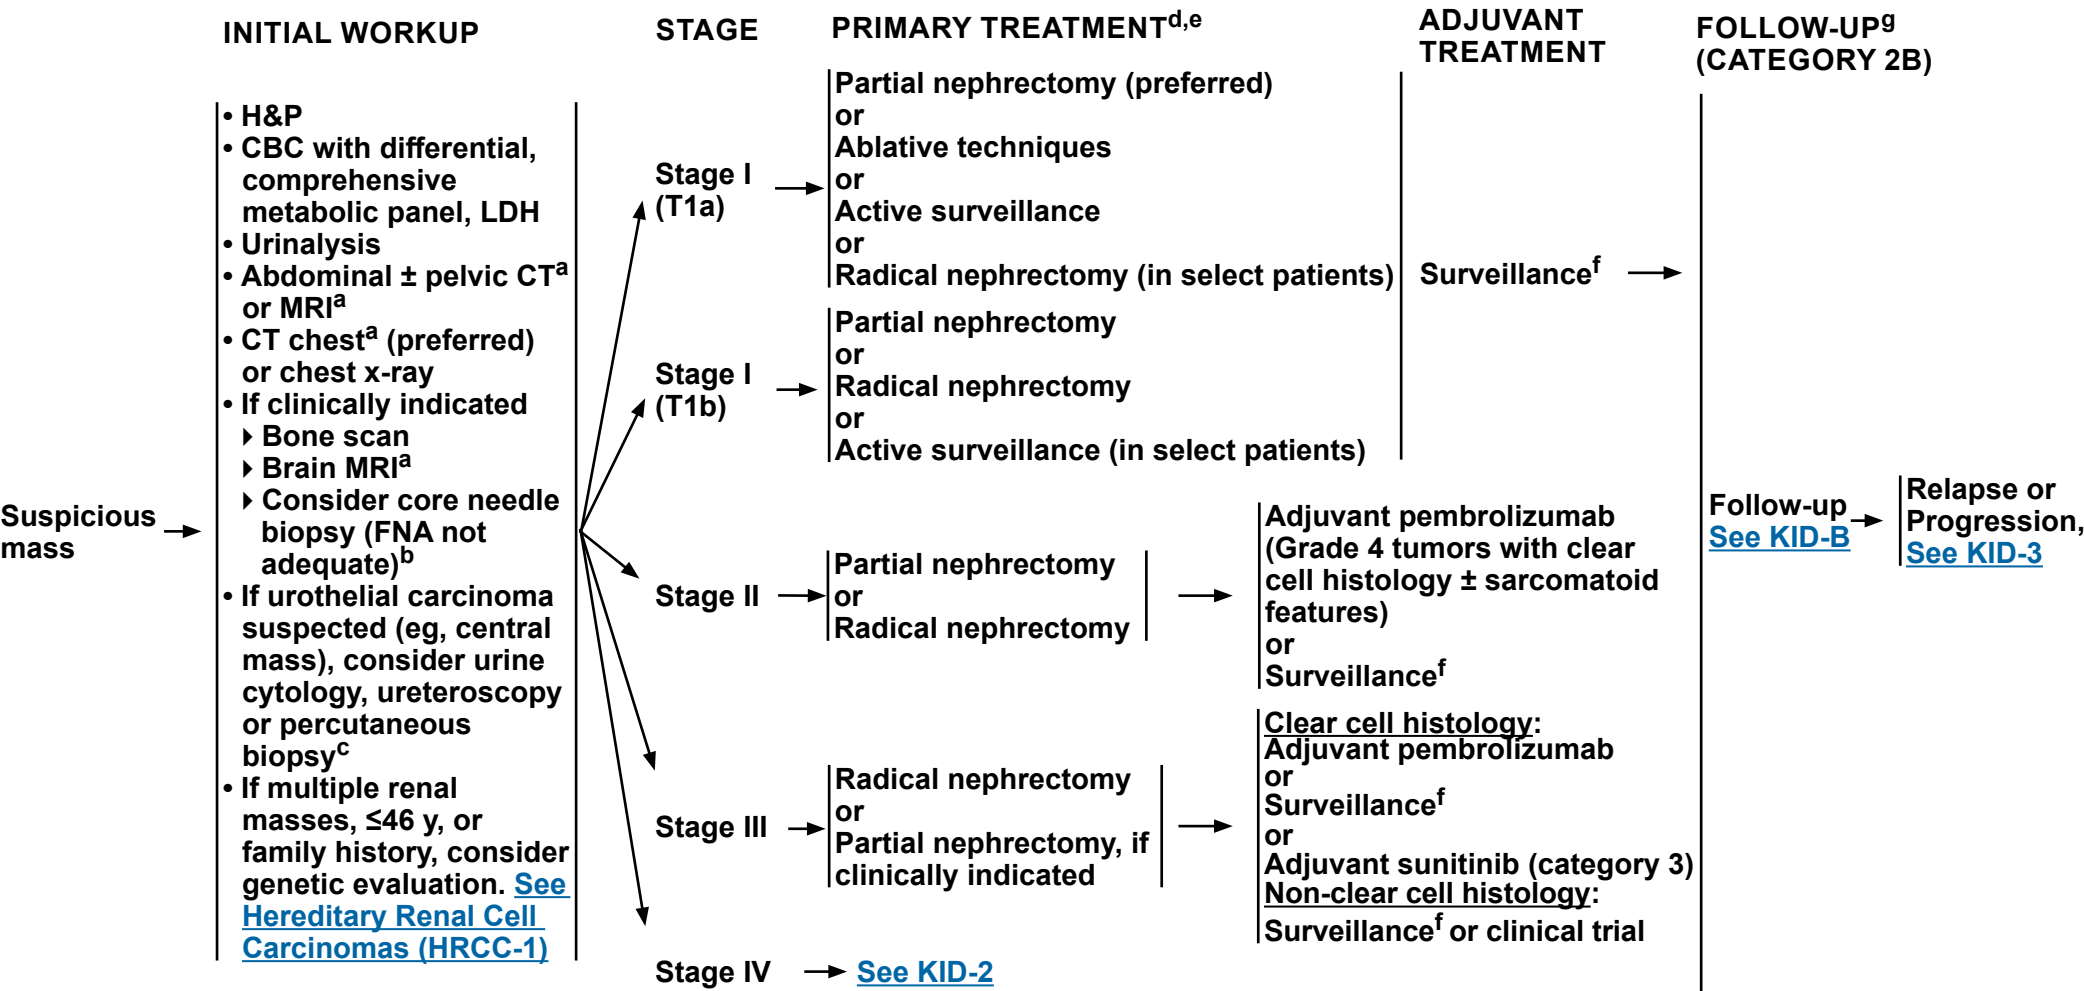 INITIAL WORKUP
STAGE
PRIMARY TREATMENTd,e
ADJUVANT
TREATMENT
FOLLOW-UPg
(CATEGORY 2B)
Suspicious
mass
• H&P
• CBC with differential,
comprehensive
metabolic panel, LDH
• Urinalysis
• Abdominal ± pelvic CTa
or MRIa
• CT chesta (preferred)
or chest x-ray
• If clinically indicated
Bone scan
Brain MRIa
Consider core needle
biopsy (FNA not
adequate)b
• If urothelial carcinoma
suspected (eg, central
mass), consider urine
cytology, ureteroscopy
or percutaneous
biopsyc
• If multiple renal
masses, ≤46 y, or
family history, consider
genetic evaluation. See
Hereditary Renal Cell
Carcinomas (HRCC-1)
Stage I
(T1a)
Partial nephrectomy (preferred)
or
Ablative techniques
or
Active surveillance
or
Radical nephrectomy (in select patients)
Stage I
(T1b)
Partial nephrectomy
or
Radical nephrectomy
or
Active surveillance (in select patients)
Surveillancef
Stage II
Partial nephrectomy
or
Radical nephrectomy
Adjuvant pembrolizumab
(Grade 4 tumors with clear
cell histology ± sarcomatoid
features)
or
Surveillancef
Stage III
Radical nephrectomy
or
Partial nephrectomy, if
clinically indicated
Clear cell histology:
Adjuvant pembrolizumab
or
Surveillancef
or
Adjuvant sunitinib (category 3)
Non-clear cell histology:
Surveillancef or clinical trial
Stage IV
See KID-2
Follow-up
See KID-B
Relapse or
Progression,
See KID-3